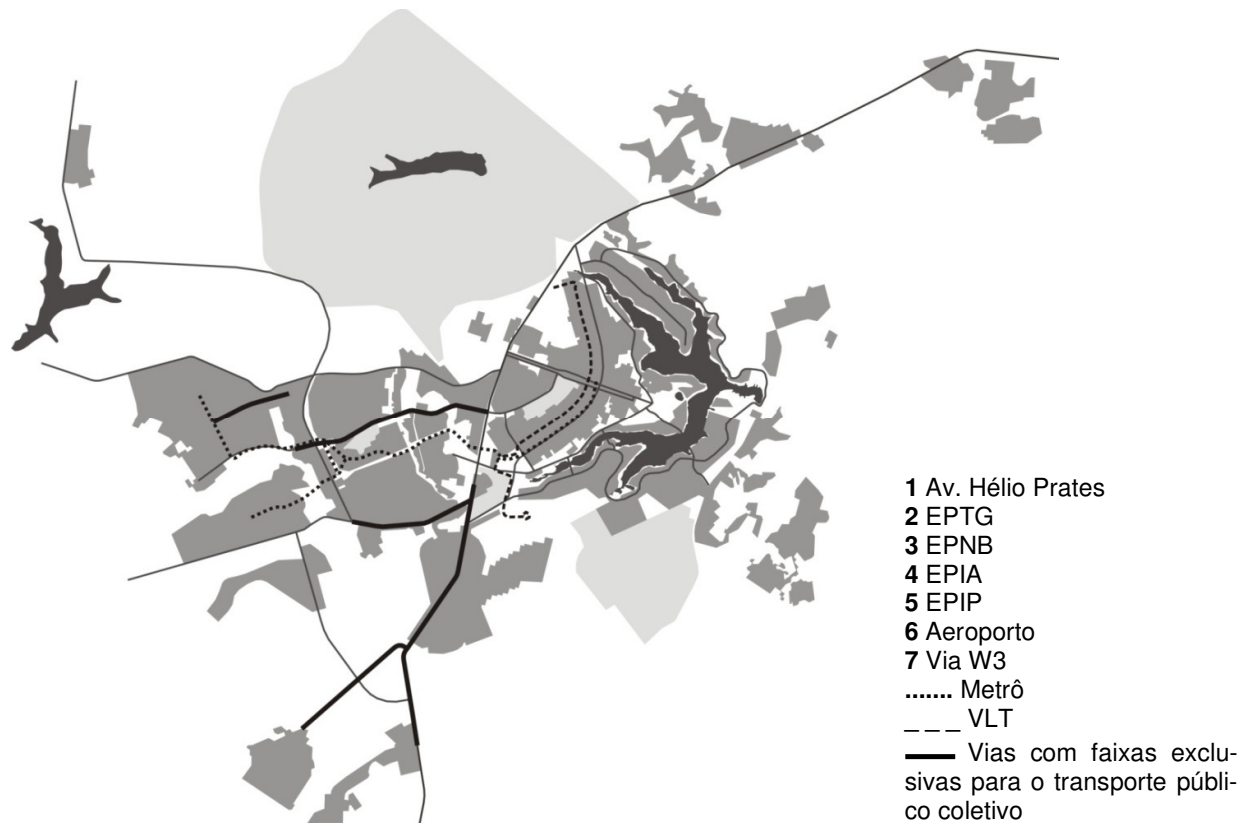 1 Av. Hélio Prates
2 EPTG
3 EPNB
4 EPIA
5 EPIP
6 Aeroporto
7 Via W3
....... Metrô
_ _ _ VLT
Vias com faixas exclu-
sivas para o transporte públi-
co coletivo